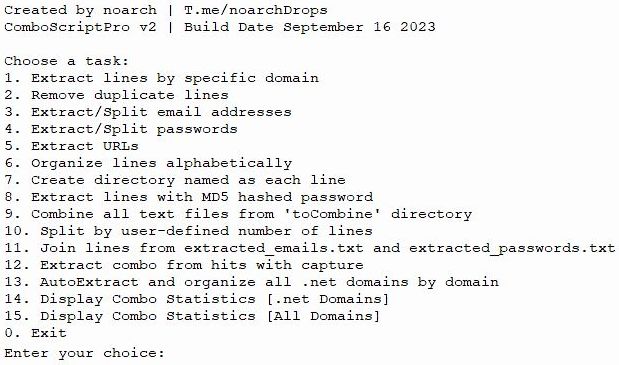 Created by noarch | T.me/noarchDrops
ComboScriptPro v2 | Build Date September 16 2023
Choose a task:
1. Extract lines by specific domain
2. Remove duplicate lines
3. Extract/Split email addresses
4. Extract/Split passwords
5. Extract URLs
6. Organize lines alphabetically
7. Create directory named as each line
8. Extract lines with MD5 hashed password
9. Combine all text files from 'toCombine' directory
10. Split by user-defined number of lines
11. Join lines from extracted_emails.txt and extracted_passwords.txt
12. Extract combo from hits with capture
13. AutoExtract and organize all .net domains by domain
14. Display Combo Statistics [.net Domains]
15. Display Combo Statistics [All Domains]
0. Exit
Enter your choice: